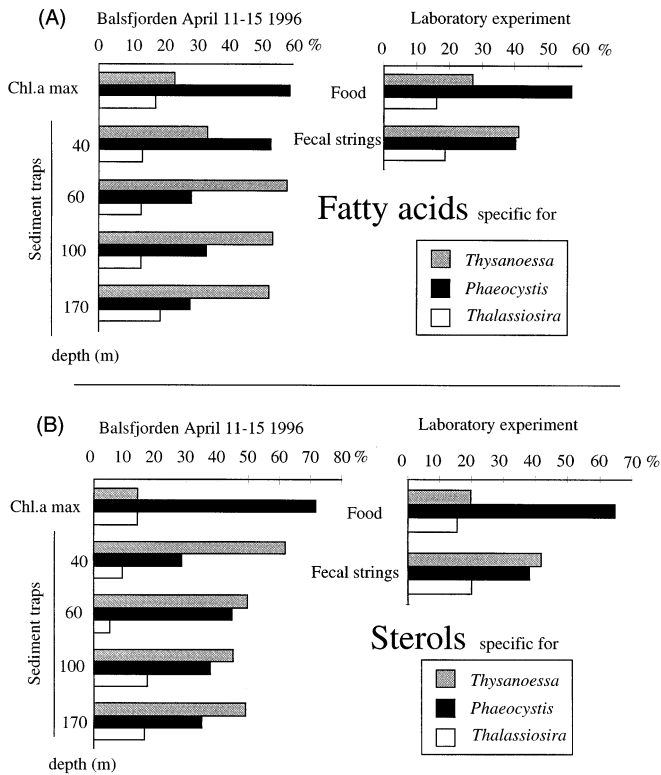 (A)
Balsfjorden April 11-15 1996
0 10 20 30 40 50 60 %
Chl.a max
Sediment traps
40
60
100
170
depth (m)
Laboratory experiment
0 10 20 30 40 50 60 %
Food
Fecal strings
Fatty acids specific for
Thysanoessa
Phaeocystis
Thalassiosira
(B)
Balsfjorden April 11-15 1996
0 10 20 30 40 50 60 70 80 %
Chl.a max
Sediment traps
40
60
100
170
depth (m)
Laboratory experiment
0 10 20 30 40 50 60 70 %
Food
Fecal strings
Sterols specific for
Thysanoessa
Phaeocystis
Thalassiosira